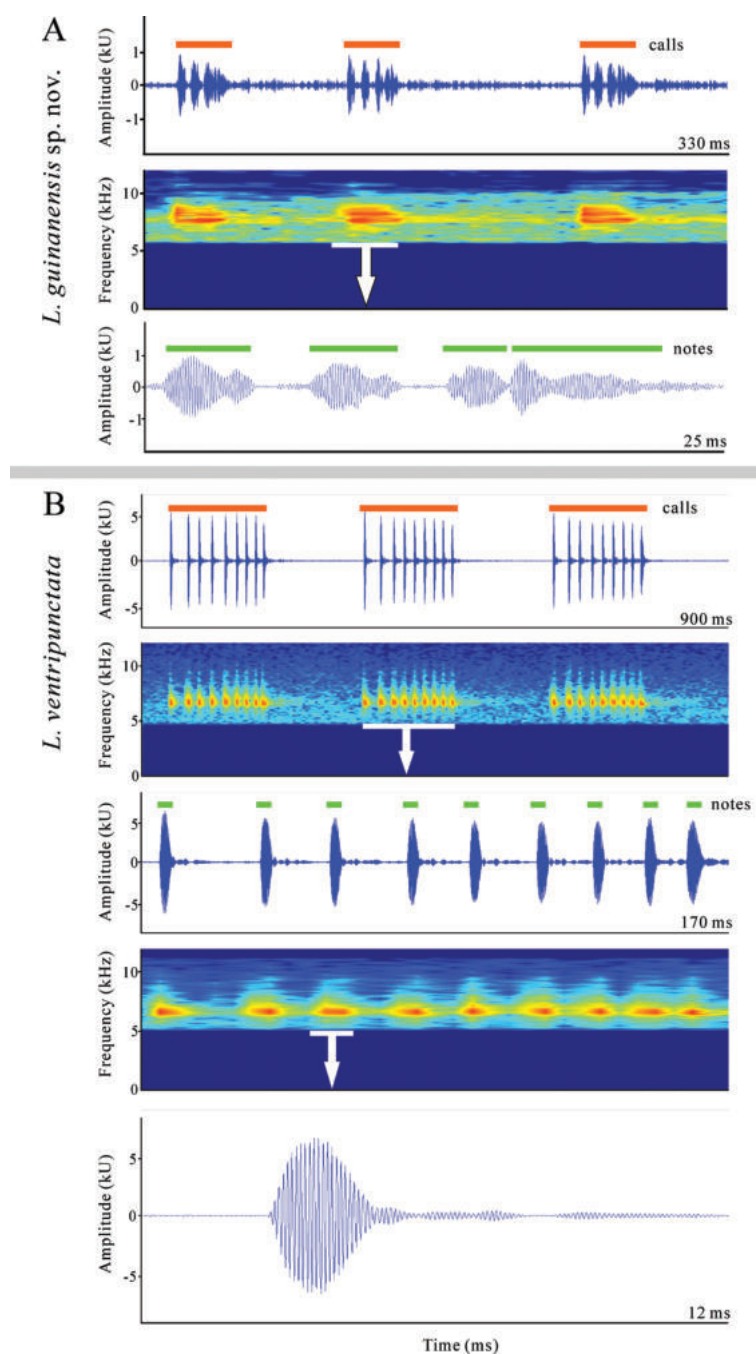 A
L. guinanensis sp. nov.
calls
Amplitude (kU)
1
0
-1
330 ms
Frequency (kHz)
10
5
0
notes
Amplitude (kU)
1
0
-1
25 ms
B
L. ventripunctata
calls
Amplitude (kU)
5
0
-5
900 ms
Frequency (kHz)
10
5
0
notes
Amplitude (kU)
5
0
-5
170 ms
Frequency (kHz)
10
5
0
Amplitude (kU)
5
0
-5
12 ms
Time (ms)